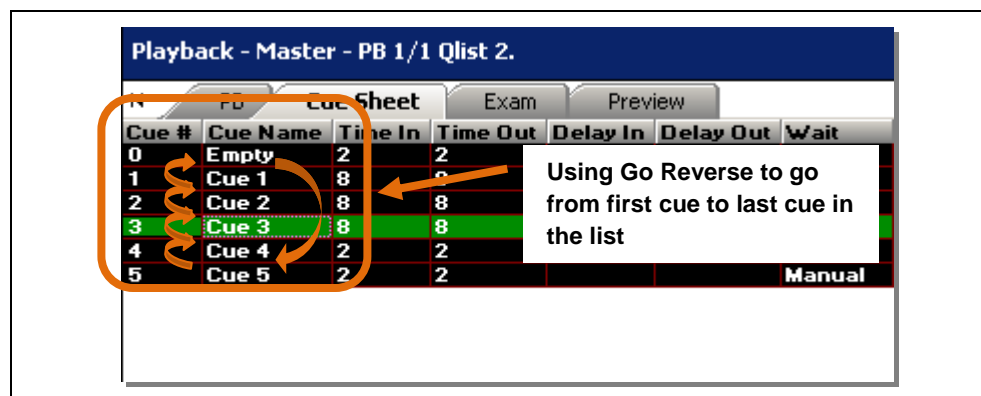 Playback - Master - PB 1/1 Qlist 2.
PB Cue Sheet Exam Preview
Cue # Cue Name Time In Time Out Delay In Delay Out Wait
0 Empty 2 2
1 Cue 1 8
2 Cue 2 8 8
3 Cue 3 8 8
4 Cue 4 2 2
5 Cue 5 2 2 Manual
Using Go Reverse to go
from first cue to last cue in
the list